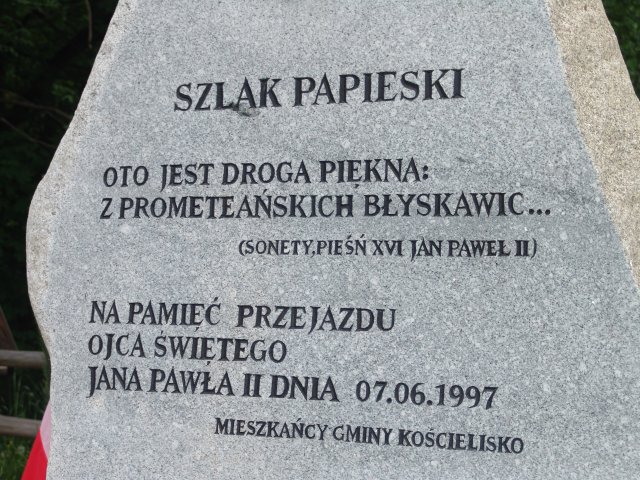 SZLAK PAPIESKI
OTO JEST DROGA PIĘKNA:
Z PROMETEAŃSKICH BŁYSKAWIC...
(SONETY, PIEŚŃ XVI JAN PAWEŁ II)
NA PAMIĘĆ PRZEJAZDU
OJCA ŚWIĘTEGO
JANA PAWŁA II DNIA 07.06.1997
MIESZKAŃCY GMINY KOŚCIELISKO